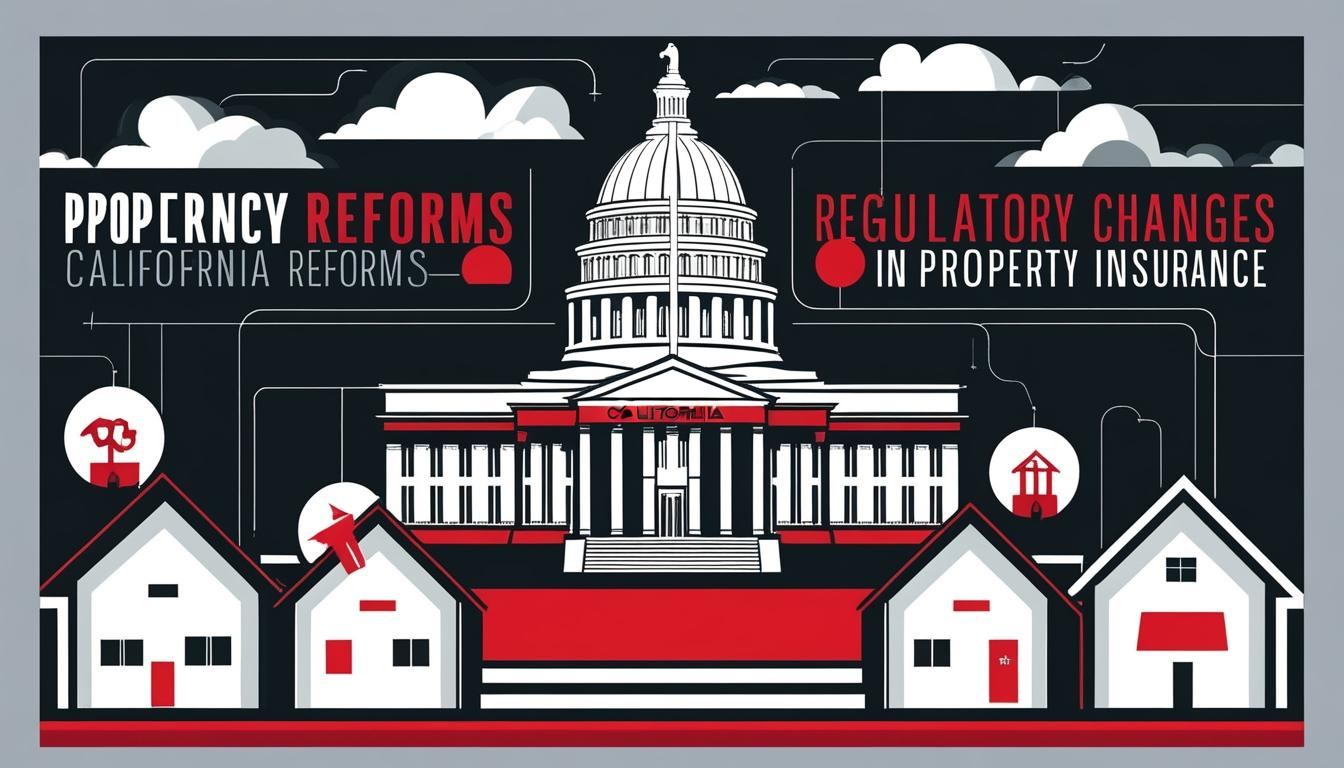 PPOPERNCY REFORMS
CALIFOFRNIA REFORMS
REGULATORY CHANGES
IN PROPERTY INSURANCE